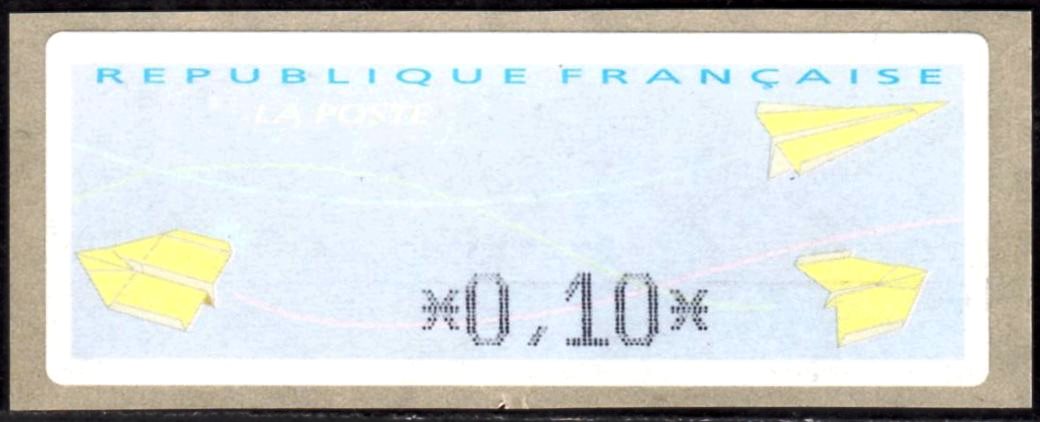 REPUBLIQUE FRANÇAISE
LA POSTE
*0,10*